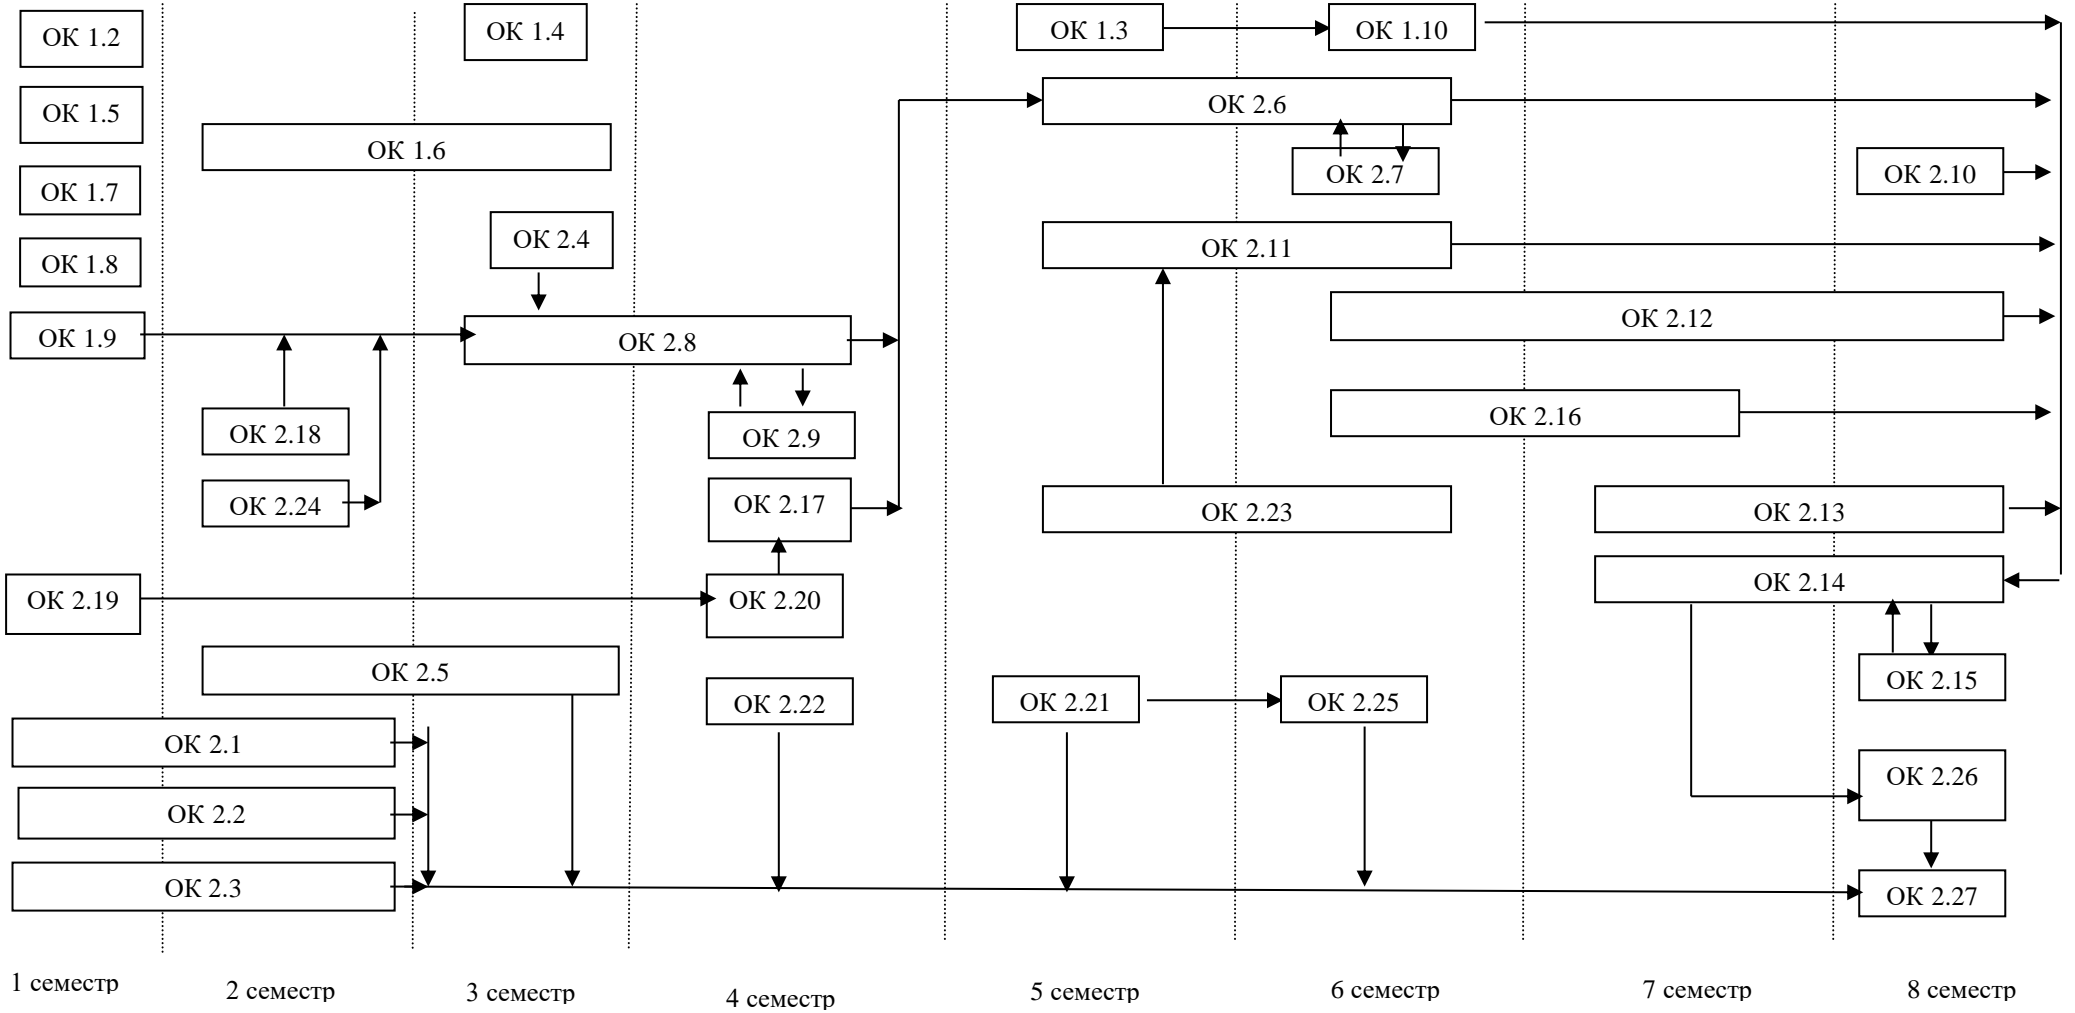 ОК 1.2
ОК 1.4
ОК 1.3
ОК 1.10
ОК 1.5
ОК 2.6
ОК 1.6
ОК 1.7
ОК 2.7
ОК 2.10
ОК 2.4
ОК 2.11
ОК 1.8
ОК 1.9
ОК 2.8
ОК 2.12
ОК 2.18
ОК 2.9
ОК 2.16
ОК 2.24
ОК 2.17
ОК 2.23
ОК 2.13
ОК 2.19
ОК 2.20
ОК 2.14
ОК 2.5
ОК 2.22
ОК 2.21
ОК 2.25
ОК 2.15
ОК 2.1
ОК 2.26
ОК 2.2
ОК 2.3
ОК 2.27
1 семестр
2 семестр
3 семестр
4 семестр
5 семестр
6 семестр
7 семестр
8 семестр